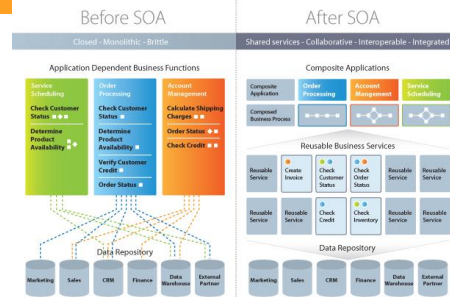 Before SOA
Closed - Monolithic - Brittle
Application Dependent Business Functions
Service
Scheduling
Check Customer
Status
Determine
Product
Availability
Order
Processing
Check Customer
Status
Determine
Product
Availability
Verify Customer
Credit
Order Status
Account
Management
Calculate Shipping
Charges
Order Status
Check Credit
Data Repository
Marketing
Sales
CRM
Finance
Data
Warehouse
External
Partner
After SOA
Shared services - Collaborative - Interoperable - Integrated
Composite Applications
Composite
Application
Order
Processing
Account
Mangement
Service
Scheduling
Composed
Business Process
Reusable Business Services
Reusable
Service
Create
Invoice
Check
Customer
Status
Check
Order
Status
Reusable
Service
Reusable
Service
Reusable
Service
Reusable
Service
Check
Credit
Check
Inventory
Reusable
Service
Reusable
Service
Data Repository
Marketing
Sales
CRM
Finance
Data
Warehouse
External
Partner